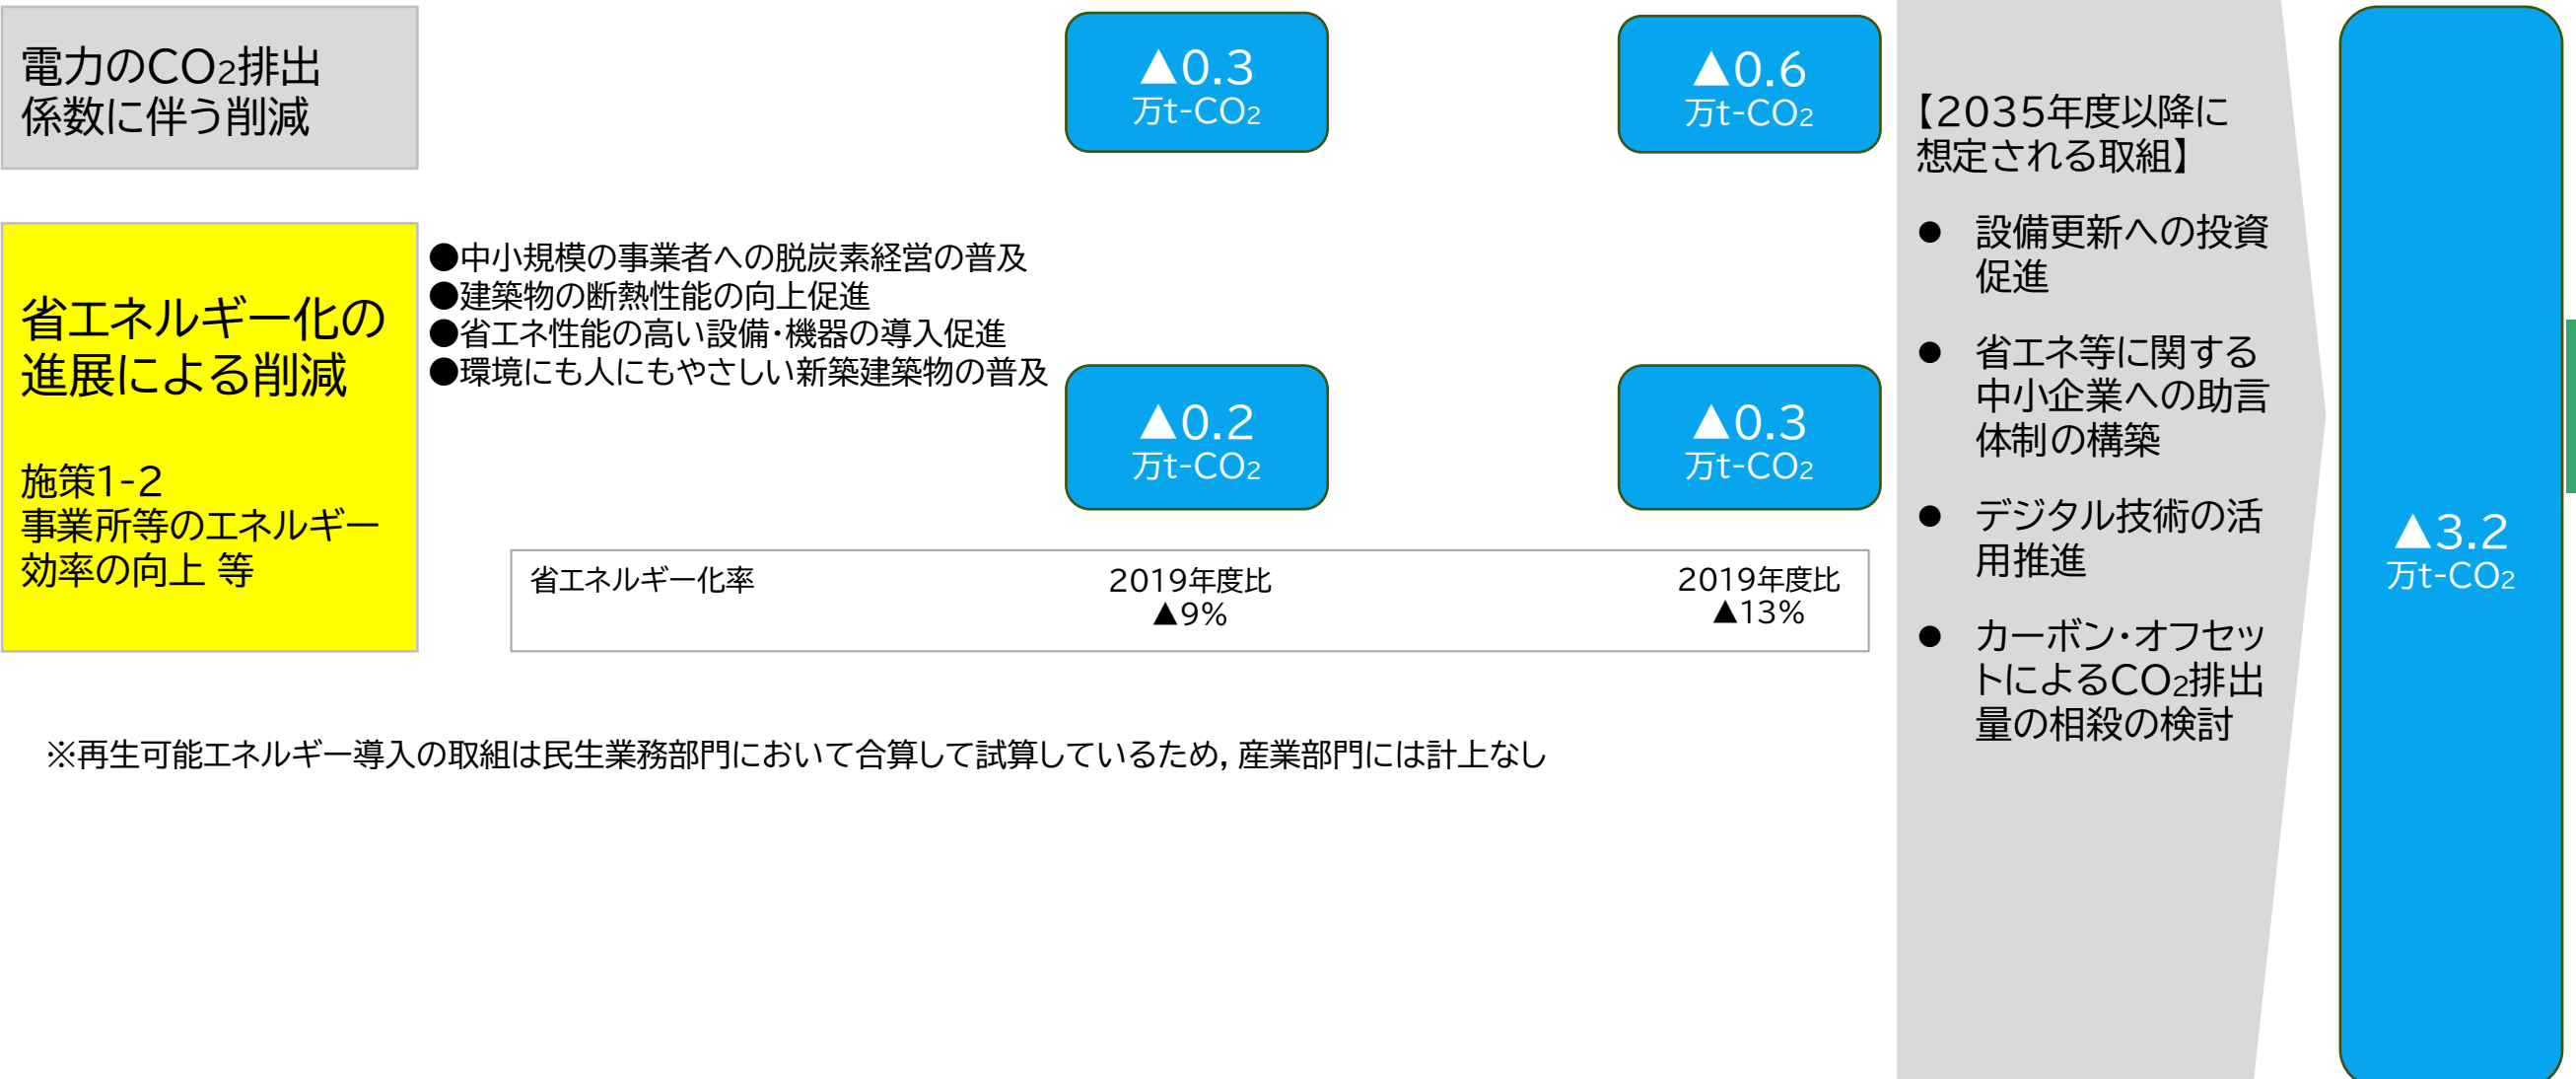 電力のCO2排出
係数に伴う削減
▲0.3
万t-CO2
▲0.6
万t-CO2
省エネルギー化の
進展による削減
施策1-2
事業所等のエネルギー
効率の向上 等
●中小規模の事業者への脱炭素経営の普及
●建築物の断熱性能の向上促進
●省エネ性能の高い設備・機器の導入促進
●環境にも人にもやさしい新築建築物の普及
▲0.2
万t-CO2
▲0.3
万t-CO2
省エネルギー化率
2019年度比
▲9%
2019年度比
▲13%
※再生可能エネルギー導入の取組は民生業務部門において合算して試算しているため，産業部門には計上なし
【2035年度以降に
想定される取組】
● 設備更新への投資
促進
● 省エネ等に関する
中小企業への助言
体制の構築
● デジタル技術の活
用推進
● カーボン・オフセッ
トによるCO2排出
量の相殺の検討
▲3.2
万t-CO2